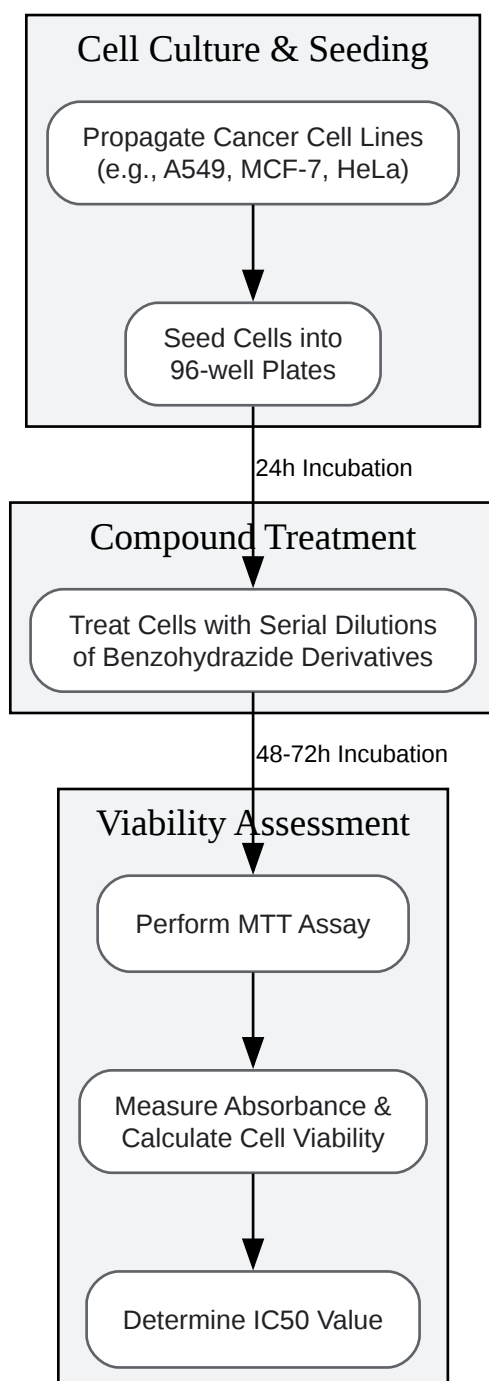 Cell Culture & Seeding
Propagate Cancer Cell Lines
(e.g., A549, MCF-7, HeLa)
Seed Cells into
96-well Plates
24h Incubation
Compound Treatment
Treat Cells with Serial Dilutions
of Benzohydrazide Derivatives
48-72h Incubation
Viability Assessment
Perform MTT Assay
Measure Absorbance &
Calculate Cell Viability
Determine IC50 Value